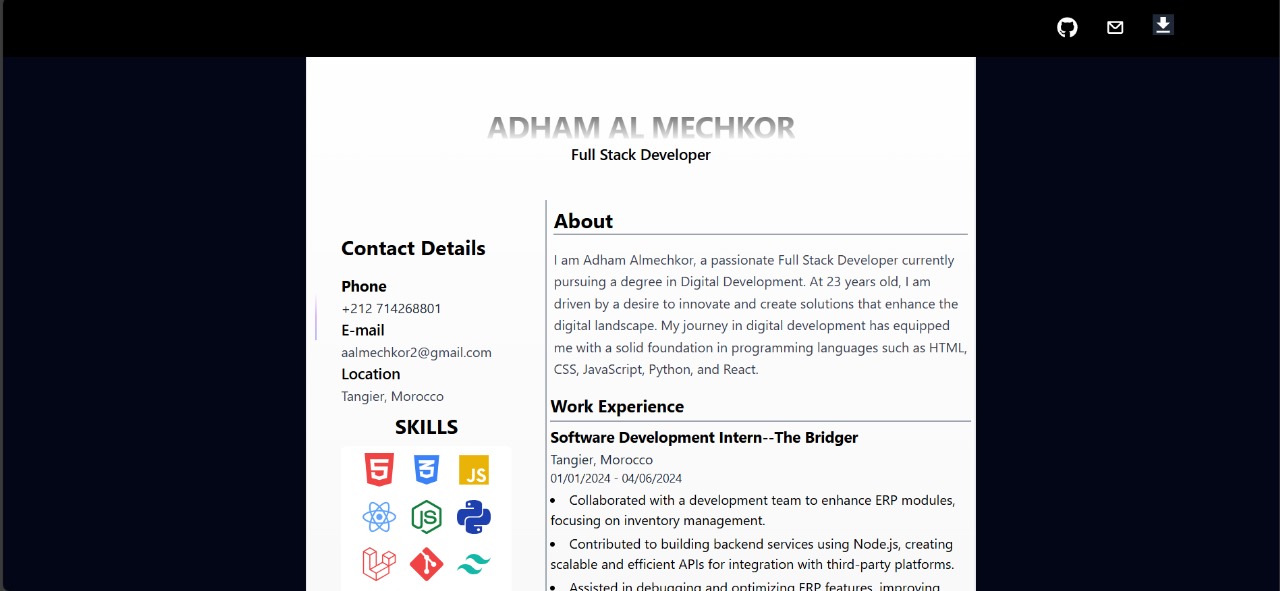 ADHAM AL MECHKOR
Full Stack Developer
Contact Details
Phone
+212 714268801
E-mail
aalmechkor2@gmail.com
Location
Tangier, Morocco
SKILLS
5
3
JS
JS
About
I am Adham Almechkor, a passionate Full Stack Developer currently
pursuing a degree in Digital Development. At 23 years old, I am
driven by a desire to innovate and create solutions that enhance the
digital landscape. My journey in digital development has equipped
me with a solid foundation in programming languages such as HTML,
CSS, JavaScript, Python, and React.
Work Experience
Software Development Intern--The Bridger
Tangier, Morocco
01/01/2024 - 04/06/2024
• Collaborated with a development team to enhance ERP modules,
focusing on inventory management.
• Contributed to building backend services using Node.js, creating
scalable and efficient APIs for integration with third-party platforms.
• Assisted in debugging and optimizing ERP features, improving